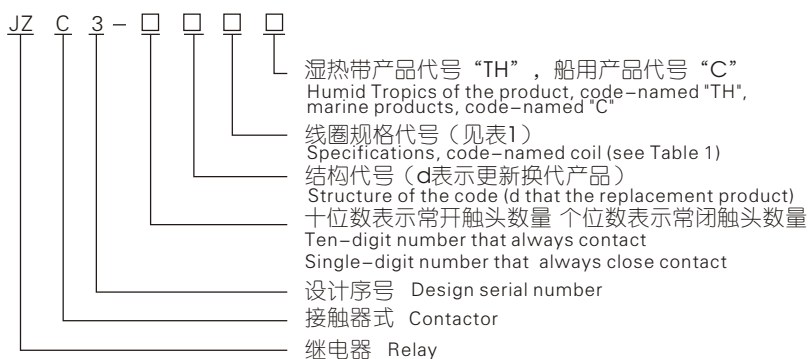 JZ C 3-□ □ □ □
湿热带产品代号“TH”，船用产品代号“C”
Humid Tropics of the product, code-named "TH",
marine products, code-named "C"
线圈规格代号（见表1）
Specifications, code-named coil (see Table 1)
结构代号（d表示更新换代产品）
Structure of the code (d that the replacement product)
十位数表示常开触头数量 个位数表示常闭触头数量
Ten-digit number that always contact
Single-digit number that always close contact
设计序号 Design serial number
接触器式 Contactor
继电器 Relay